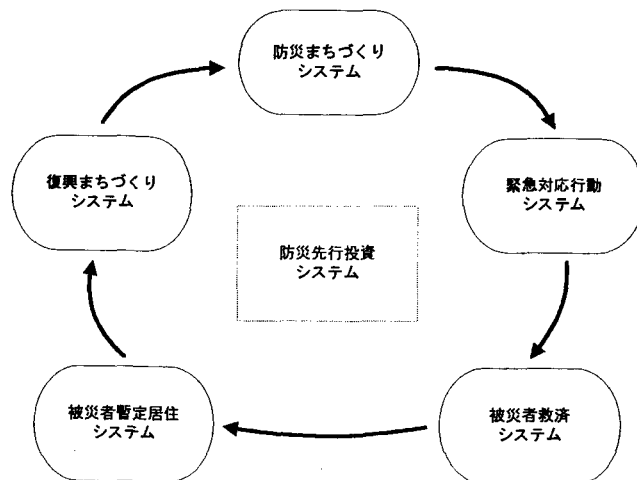 防災まちづくり
システム
緊急対応行動
システム
被災者救済
システム
被災者暫定居住
システム
復興まちづくり
システム
防災先行投資
システム